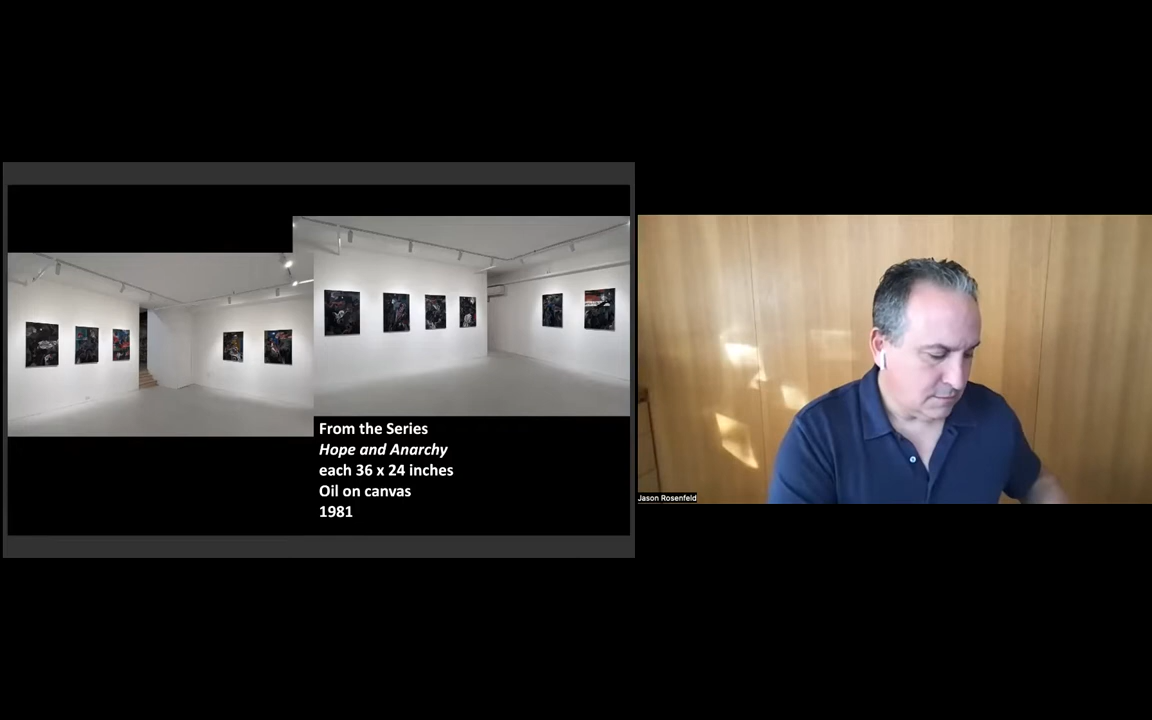 From the Series
Hope and Anarchy
each 36 x 24 inches
Oil on canvas
1981
Jason Rosenfeld